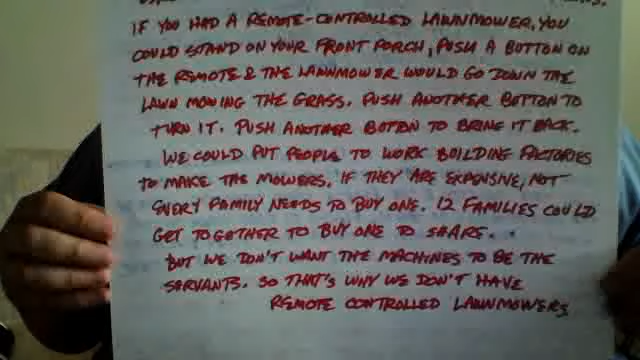 IF YOU HAD A REMOTE-CONTROLLED LAWNMOWER, YOU
COULD STAND ON YOUR FRONT PORCH, PUSH A BUTTON ON
THE REMOTE & THE LAWNMOWER WOULD GO DOWN THE
LAWN MOWING THE GRASS. PUSH ANOTHER BUTTON TO
TURN IT. PUSH ANOTHER BUTTON TO BRING IT BACK.
WE COULD PUT PEOPLE TO WORK BUILDING FACTORIES
TO MAKE THE MOWERS. IF THEY ARE EXPENSIVE, NOT
EVERY FAMILY NEEDS TO BUY ONE. 12 FAMILIES COULD
GET TOGETHER TO BUY ONE TO SHARE.
BUT WE DON'T WANT THE MACHINES TO BE THE
SERVANTS. SO THAT'S WHY WE DON'T HAVE
REMOTE CONTROLLED LAWNMOWERS.